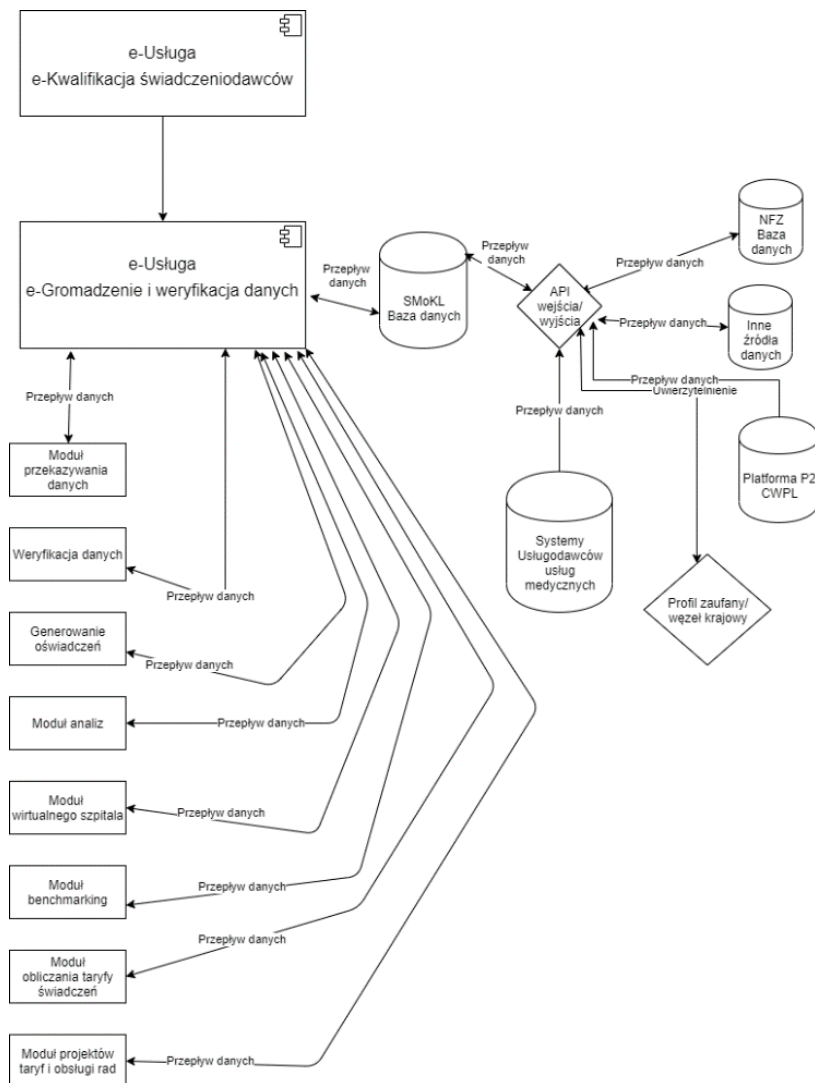 e-Usługa
e-Kwalifikacja świadczeniodawców
e-Usługa
e-Gromadzenie i weryfikacja danych
Przepływ
danych
SMoKL
Baza danych
Przepływ
danych
API
wejścia/
wyjścia
Przepływ danych
NFZ
Baza
danych
Przepływ danych
Inne
źródła
danych
Przepływ danych
Uwierzytelnienie
Platforma P2
CWPL
Przepływ danych
Systemy
Usługodawców
usług
medycznych
Profil zaufany/
węzeł krajowy
Przepływ danych
Moduł
przekazywania
danych
Weryfikacja danych
Przepływ danych
Generowanie
oświadczeń
Przepływ danych
Moduł analiz
Przepływ danych
Moduł
wirtualnego szpitala
Przepływ danych
Moduł
benchmarking
Przepływ danych
Moduł
obliczania taryfy
świadczeń
Przepływ danych
Moduł projektów
taryf i obsługi rad
Przepływ danych